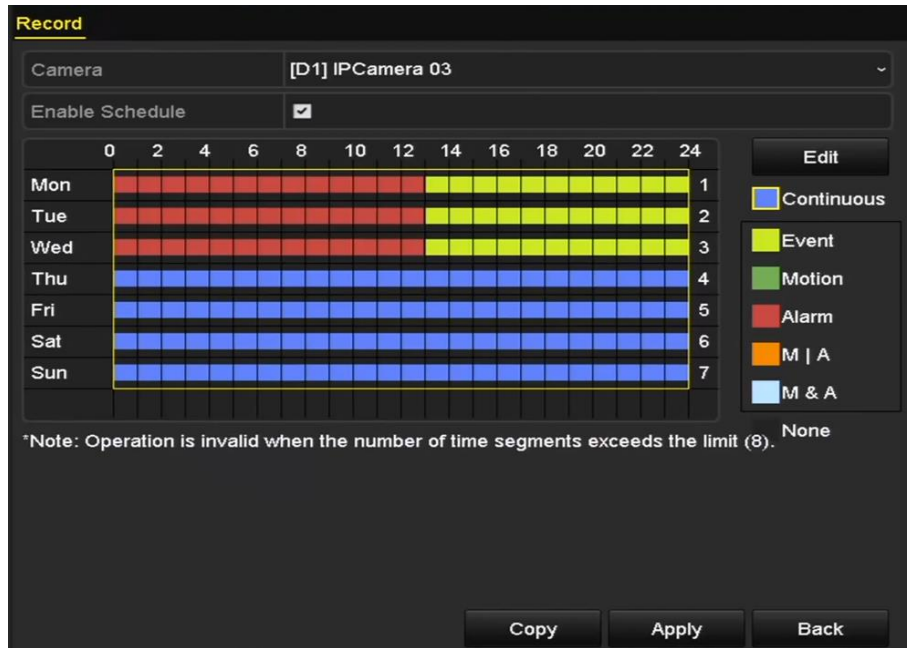 Record
Camera [D1] IPCamera 03
Enable Schedule
0 2 4 6 8 10 12 14 16 18 20 22 24
Edit
Mon 1
Continuous
Tue 2
Event
Wed 3
Thu 4
Motion
Fri 5
Alarm
Sat 6
M | A
Sun 7
M & A
None
*Note: Operation is invalid when the number of time segments exceeds the limit (8).
Copy Apply Back